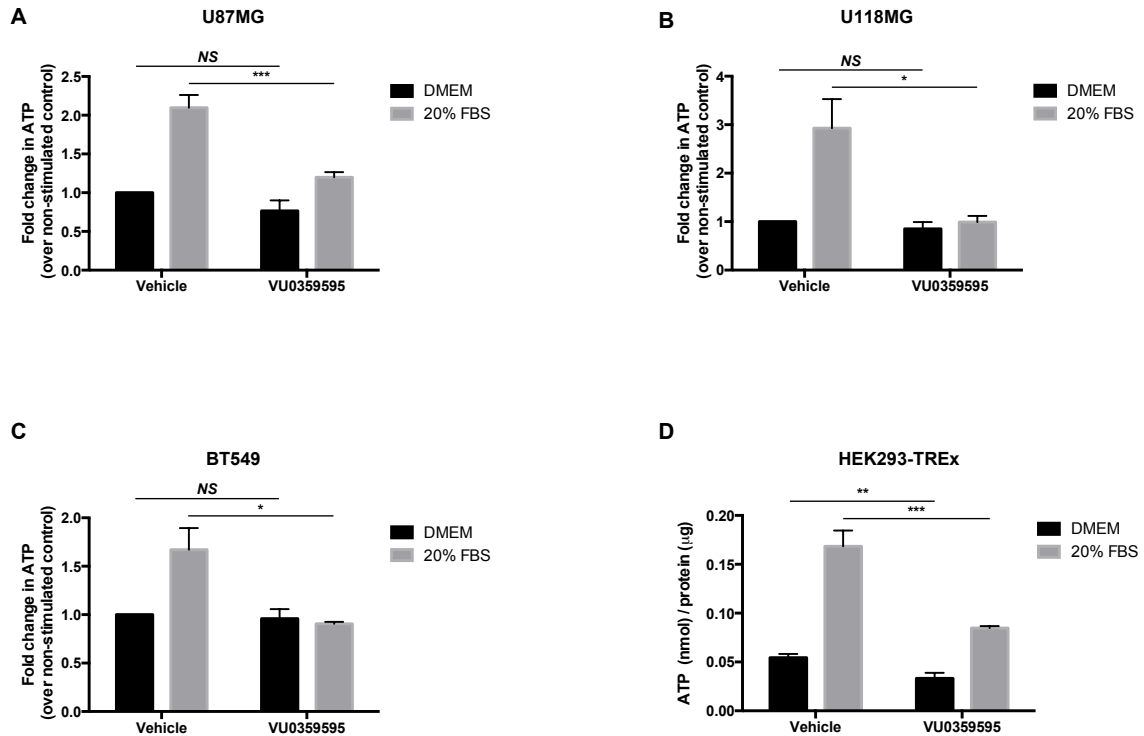 A
U87MG
NS
***
2.5
2.0
1.5
1.0
0.5
0.0
Fold change in ATP
(over non-stimulated control)
Vehicle
VU0359595
DMEM
20% FBS
B
U118MG
NS
*
4
3
2
1
0
Fold change in ATP
(over non-stimulated control)
Vehicle
VU0359595
DMEM
20% FBS
C
BT549
NS
*
2.0
1.5
1.0
0.5
0.0
Fold change in ATP
(over non-stimulated control)
Vehicle
VU0359595
DMEM
20% FBS
D
HEK293-TREx
**
***
0.20
0.15
0.10
0.05
0.00
ATP (nmol) / protein (μg)
Vehicle
VU0359595
DMEM
20% FBS